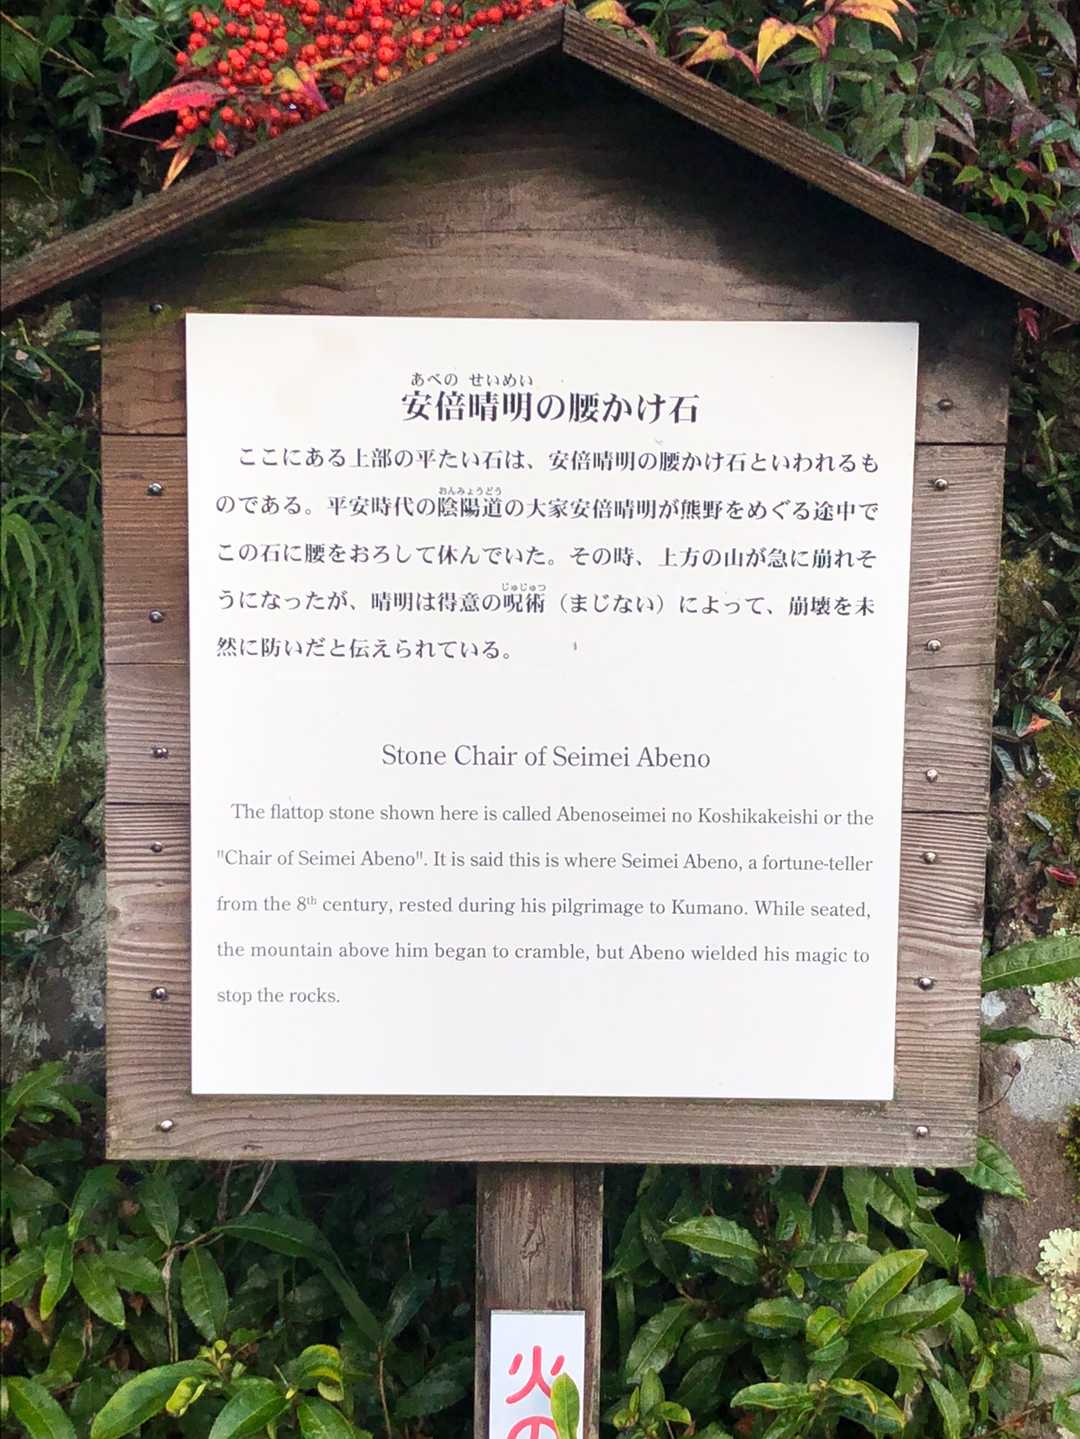 あべの せいめい
安倍晴明の腰かけ石
ここにある上部の平たい石は、安倍晴明の腰かけ石といわれるも
おんみょうどう
のである。平安時代の陰陽道の大家安倍晴明が熊野をめぐる途中で
この石に腰をおろして休んでいた。その時、上方の山が急に崩れそ
じゅじゅつ
うになったが、晴明は得意の呪術（まじない）によって、崩壊を未
然に防いだと伝えられている。
Stone Chair of Seimei Abeno
The flattop stone shown here is called Abenoseimei no Koshikakeishi or the
"Chair of Seimei Abeno". It is said this is where Seimei Abeno, a fortune-teller
from the 8th century, rested during his pilgrimage to Kumano. While seated,
the mountain above him began to cramble, but Abeno wielded his magic to
stop the rocks.
火
の